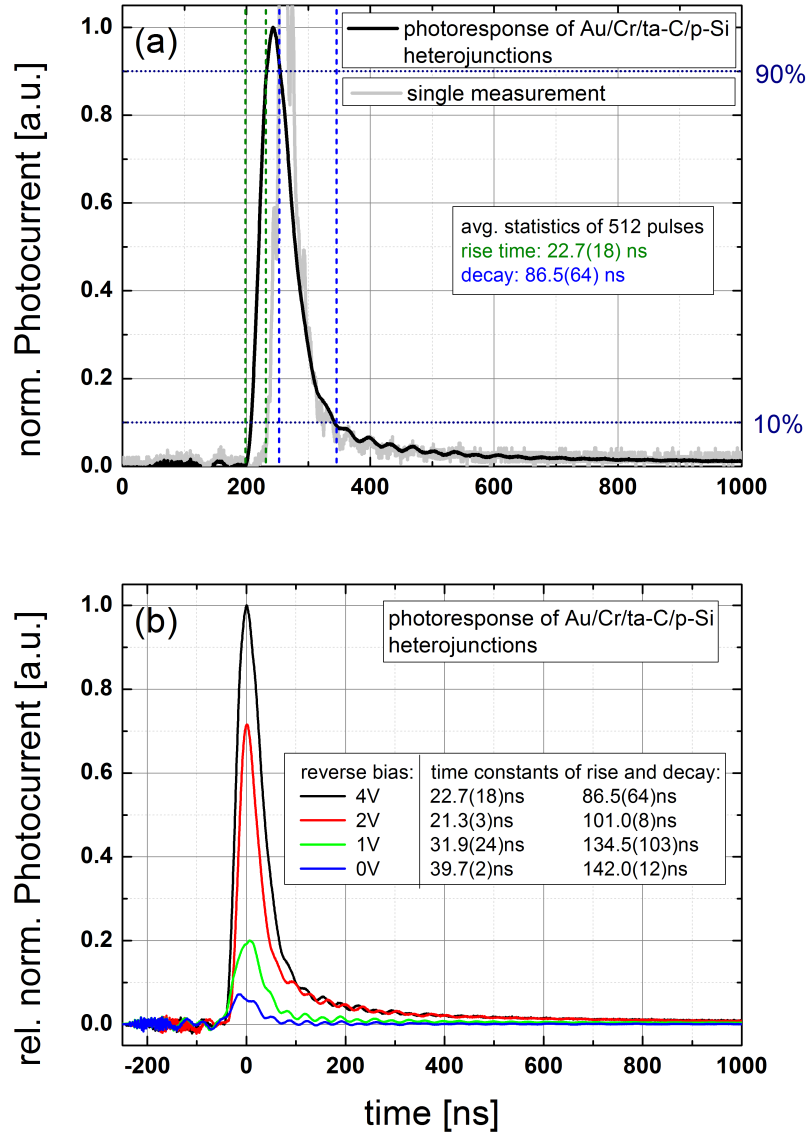 (a)
photoresponse of Au/Cr/ta-C/p-Si
heterojunctions
single measurement
90%
10%
avg. statistics of 512 pulses
rise time: 22.7(18) ns
decay: 86.5(64) ns
norm. Photocurrent [a.u.]
1.0
0.8
0.6
0.4
0.2
0.0
0 200 400 600 800 1000
(b)
photoresponse of Au/Cr/ta-C/p-Si
heterojunctions
reverse bias: time constants of rise and decay:
4V 22.7(18)ns 86.5(64)ns
2V 21.3(3)ns 101.0(8)ns
1V 31.9(24)ns 134.5(103)ns
0V 39.7(2)ns 142.0(12)ns
rel. norm. Photocurrent [a.u.]
1.0
0.8
0.6
0.4
0.2
0.0
-200 0 200 400 600 800 1000
time [ns]